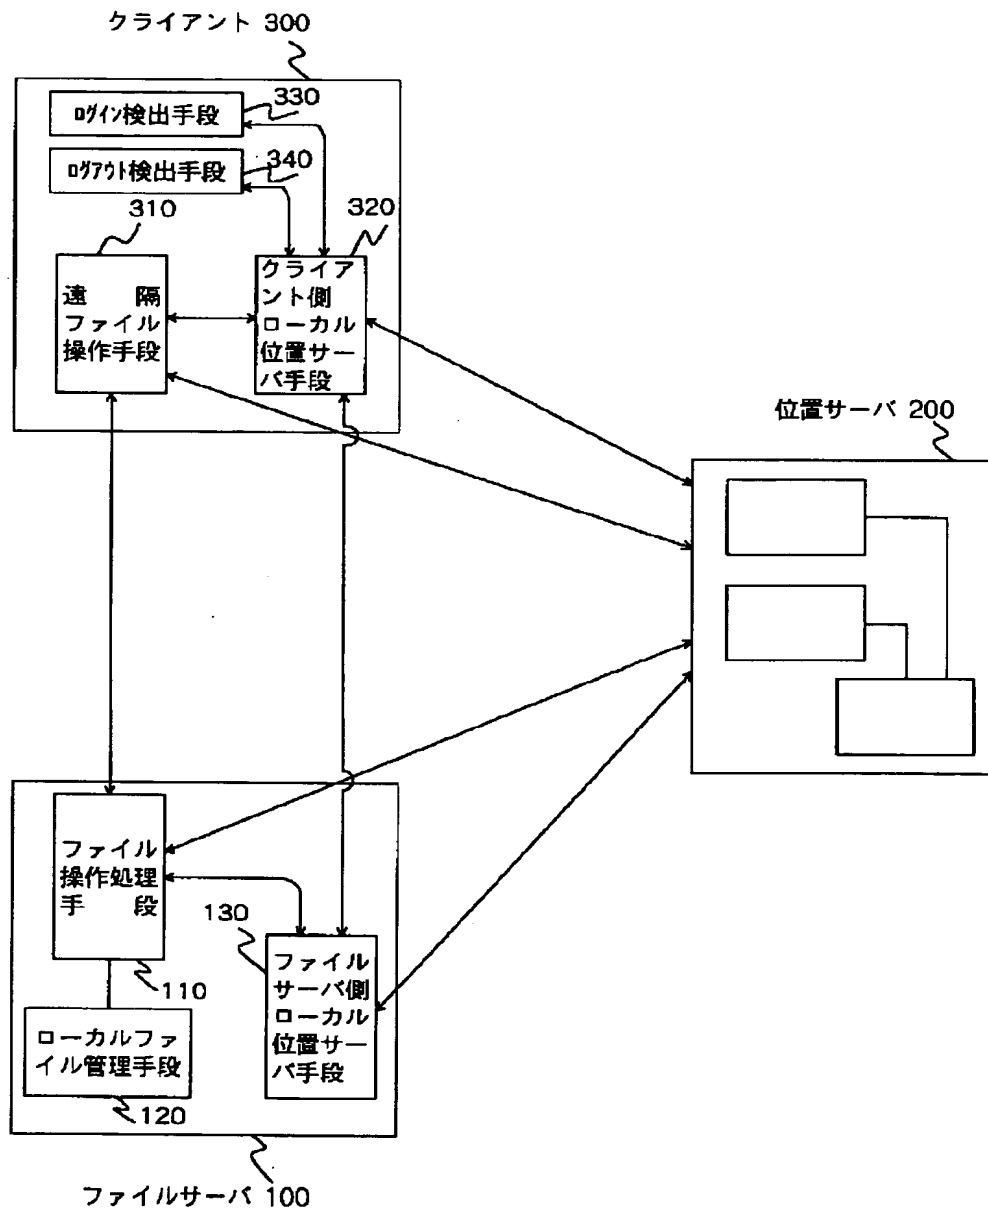 クライアント 300
ログイン検出手段
330
ログアウト検出手段
340
310
320
遠 隔
ファイル
操作手段
クライア
ント側
ローカル
位置サー
バ手段
位置サーバ 200
ファイル
操作処理
手 段
110
130
ファイル
サーバ側
ローカル
位置サー
バ手段
ローカルファ
イル管理手段
120
ファイルサーバ 100